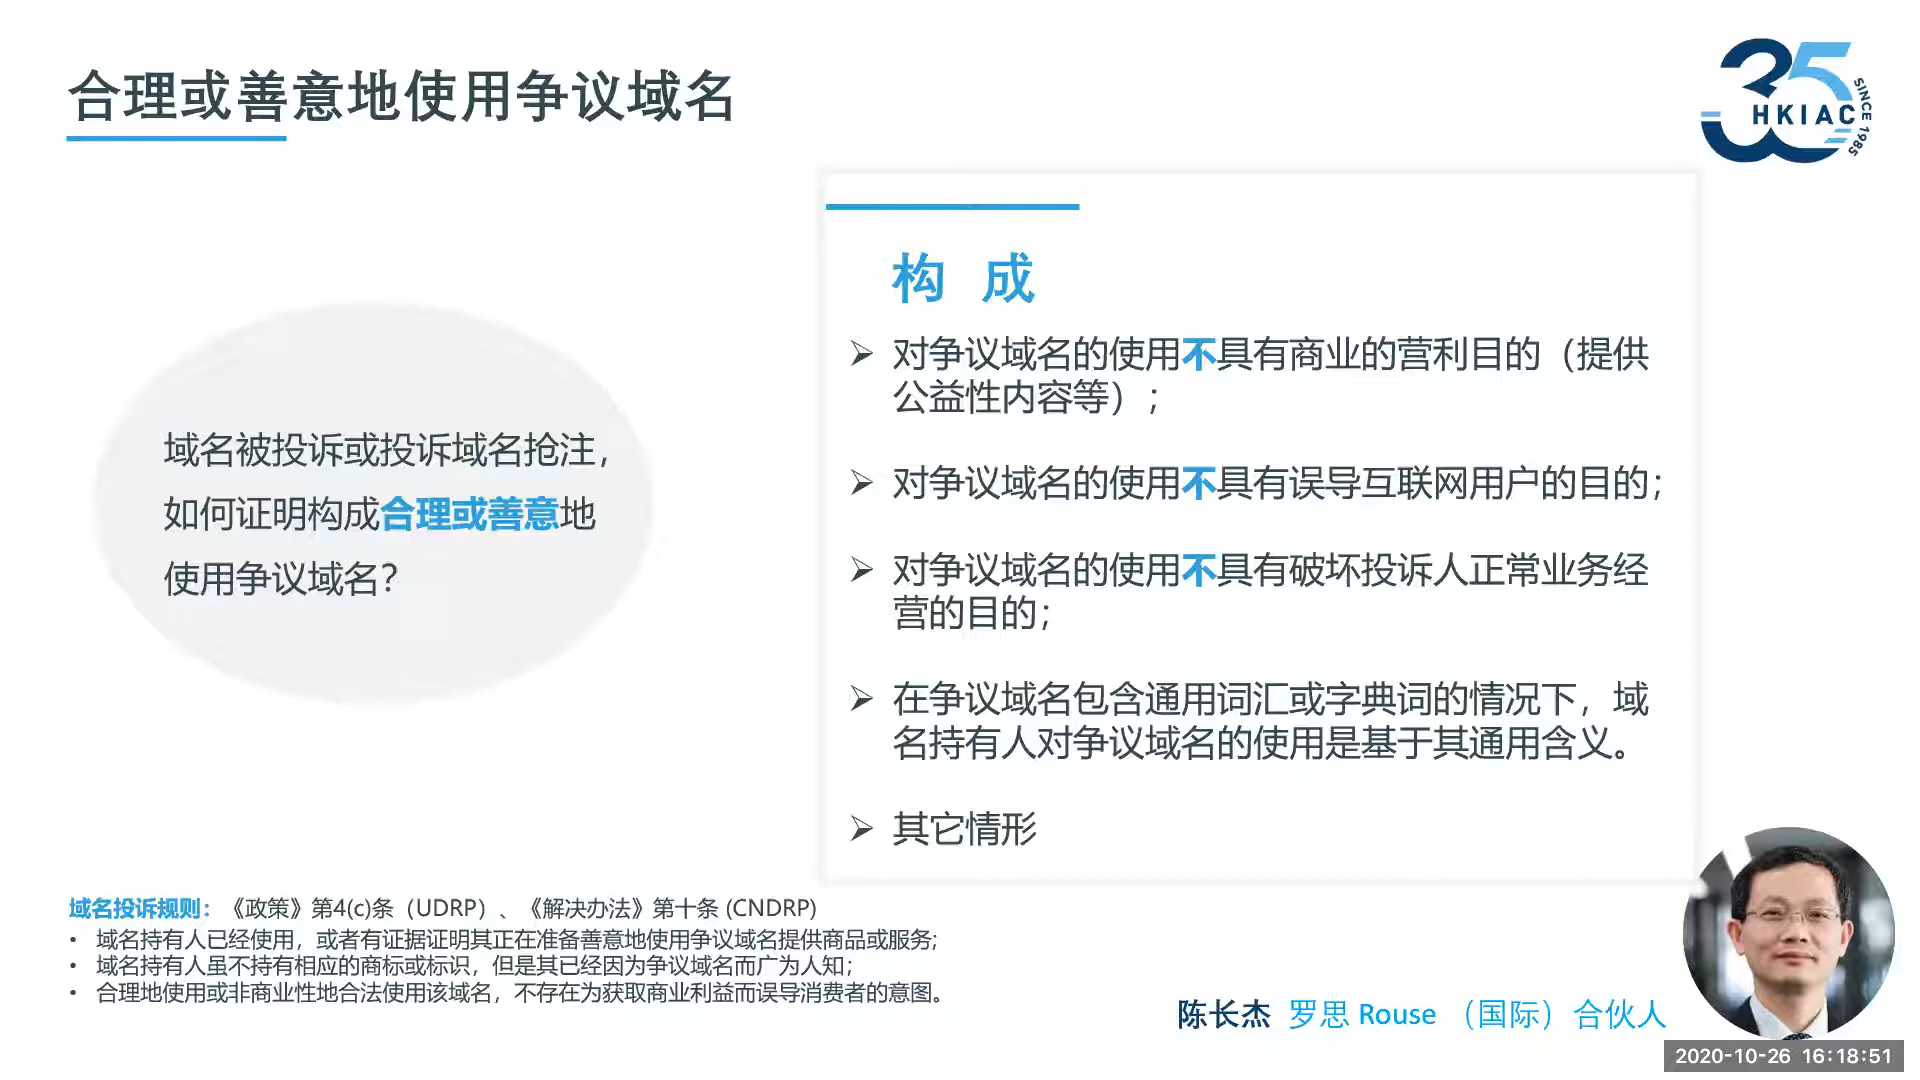 合理或善意地使用争议域名
35
HKIAC
SINCE 1985
域名被投诉或投诉域名抢注，
如何证明构成合理或善意地
使用争议域名？
构 成
➢ 对争议域名的使用不具有商业的营利目的（提供
公益性内容等）；
➢ 对争议域名的使用不具有误导互联网用户的目的；
➢ 对争议域名的使用不具有破坏投诉人正常业务经
营的目的；
➢ 在争议域名包含通用词汇或字典词的情况下，域
名持有人对争议域名的使用是基于其通用含义。
➢ 其它情形
域名投诉规则：《政策》第4(c)条（UDRP）、《解决办法》第十条 (CNDRP)
• 域名持有人已经使用，或者有证据证明其正在准备善意地使用争议域名提供商品或服务；
• 域名持有人虽不持有相应的商标或标识，但是其已经因为争议域名而广为人知；
• 合理地使用或非商业性地合法使用该域名，不存在为获取商业利益而误导消费者的意图。
陈长杰 罗思 Rouse （国际）合伙人
2020-10-26 16:18:51